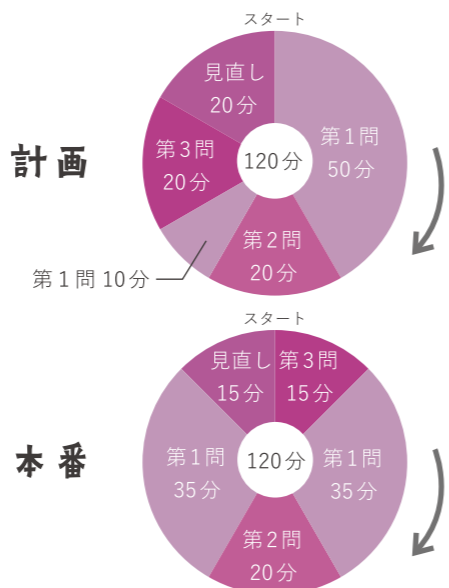 スタート
計画
120分
第1問
50分
第2問
20分
第1問 10分
第3問
20分
見直し
20分
スタート
本番
120分
第3問
15分
第1問
35分
第2問
20分
第1問
35分
見直し
15分